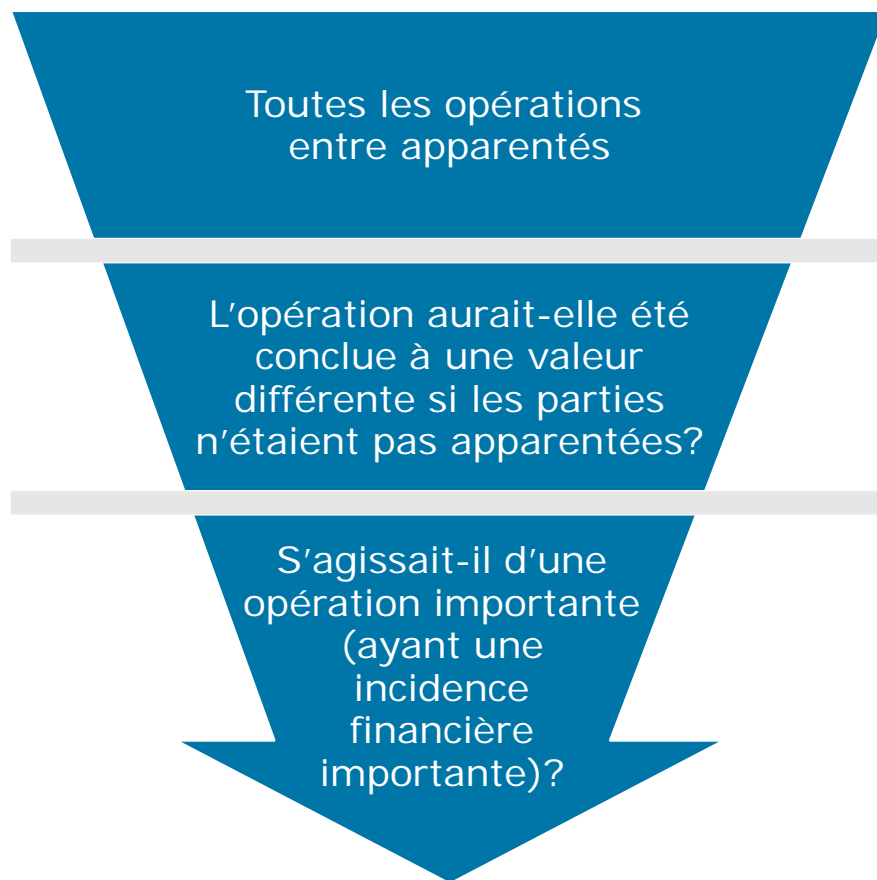 Toutes les opérations
entre apparentés
L'opération aurait-elle été
conclue à une valeur
différente si les parties
n'étaient pas apparentées?
S'agissait-il d'une
opération importante
(ayant une
incidence
financière
importante)?